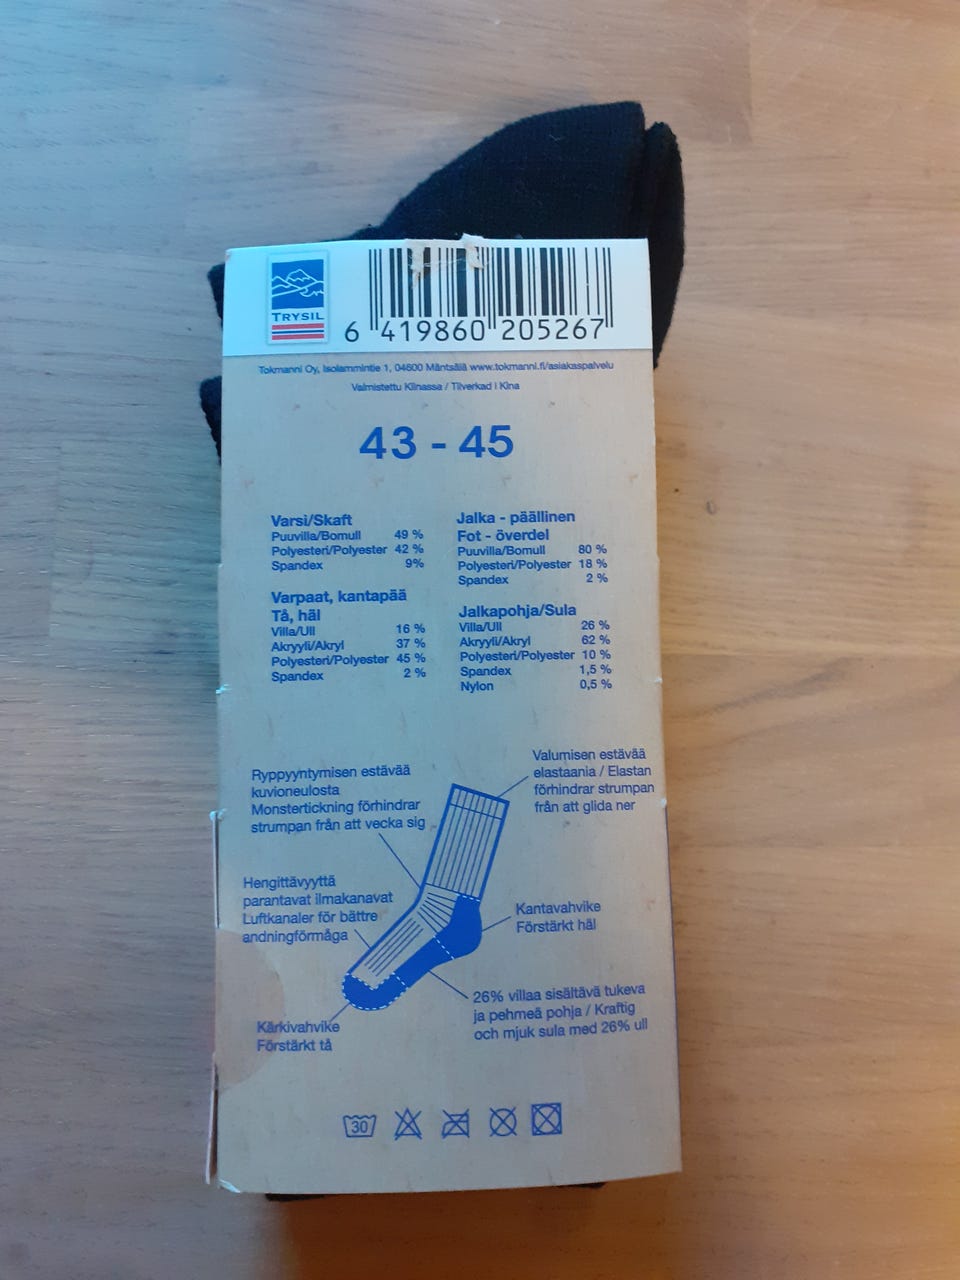 TRYSIL
6 419860 205267
Tokmanni Oy, Isolammintie 1, 04600 Mäntsälä www.tokmanni.fi/asiakaspalvelu
Valmistettu Kiinassa / Tilverkad i Kina
43 - 45
Varsi/Skaft
Puuvilla/Bomull 49 %
Polyesteri/Polyester 42 %
Spandex 9%
Varpaat, kantapää
Tå, häl
Villa/Ull 16 %
Akryyli/Akryl 37 %
Polyesteri/Polyester 45 %
Spandex 2 %
Jalka - päällinen
Fot - överdel
Puuvilla/Bomull 80 %
Polyesteri/Polyester 18 %
Spandex 2 %
Jalkapohja/Sula
Villa/Ull 26 %
Akryyli/Akryl 62 %
Polyesteri/Polyester 10 %
Spandex 1,5 %
Nylon 0,5 %
Ryppyyntymisen estävää
kuvioneulosta
Monstertickning förhindrar
strumpan från att vecka sig
Valumisen estävää
elastaania / Elastan
förhindrar strumpan
från att glida ner
Hengittävyyttä
parantavat ilmakanavat
Luftkanaler för bättre
andningförmåga
Kantavahvike
Förstärkt häl
26% villaa sisältävä tukeva
ja pehmeä pohja / Kraftig
och mjuk sula med 26% ull
Kärkivahvike
Förstärkt tå
30